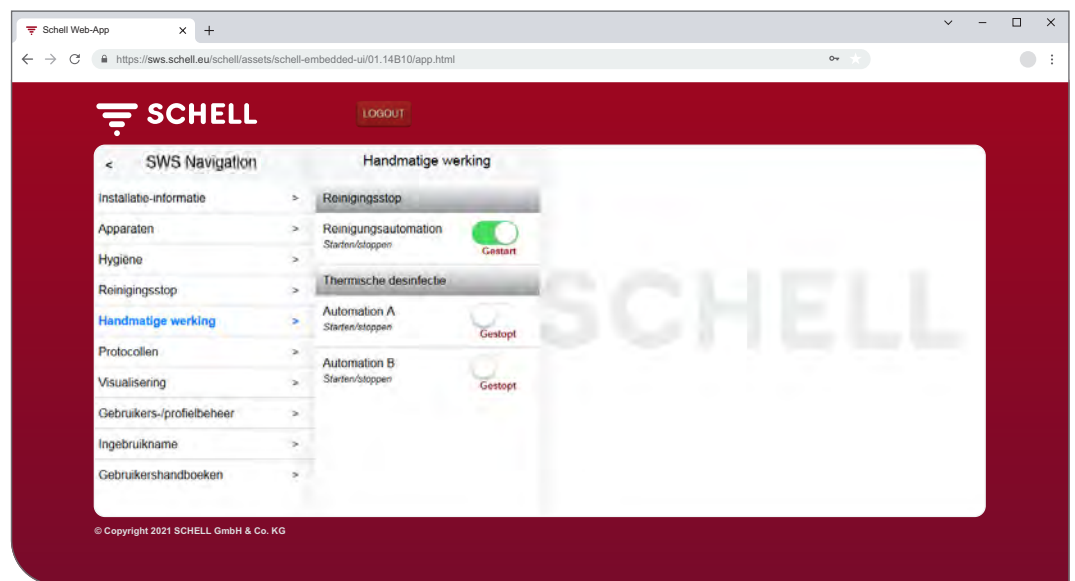 Schell Web-App
https://sws.schell.eu/schell/assets/schell-embedded-ui/01.14B10/app.html
SCHELL
LOGOUT
< SWS Navigation
Installatie-informatie >
Apparaten >
Hygiëne >
Reinigingsstop >
Handmatige werking >
Protocollen >
Visualisering >
Gebruikers-/profielbeheer >
Ingebruikname >
Gebruikershandboeken >
Handmatige werking
Reinigingsstop
Reinigungsautomation
Starten/stoppen
Gestart
Thermische desinfectie
Automation A
Starten/stoppen
Gestopt
Automation B
Starten/stoppen
Gestopt
SCHELL
© Copyright 2021 SCHELL GmbH & Co. KG